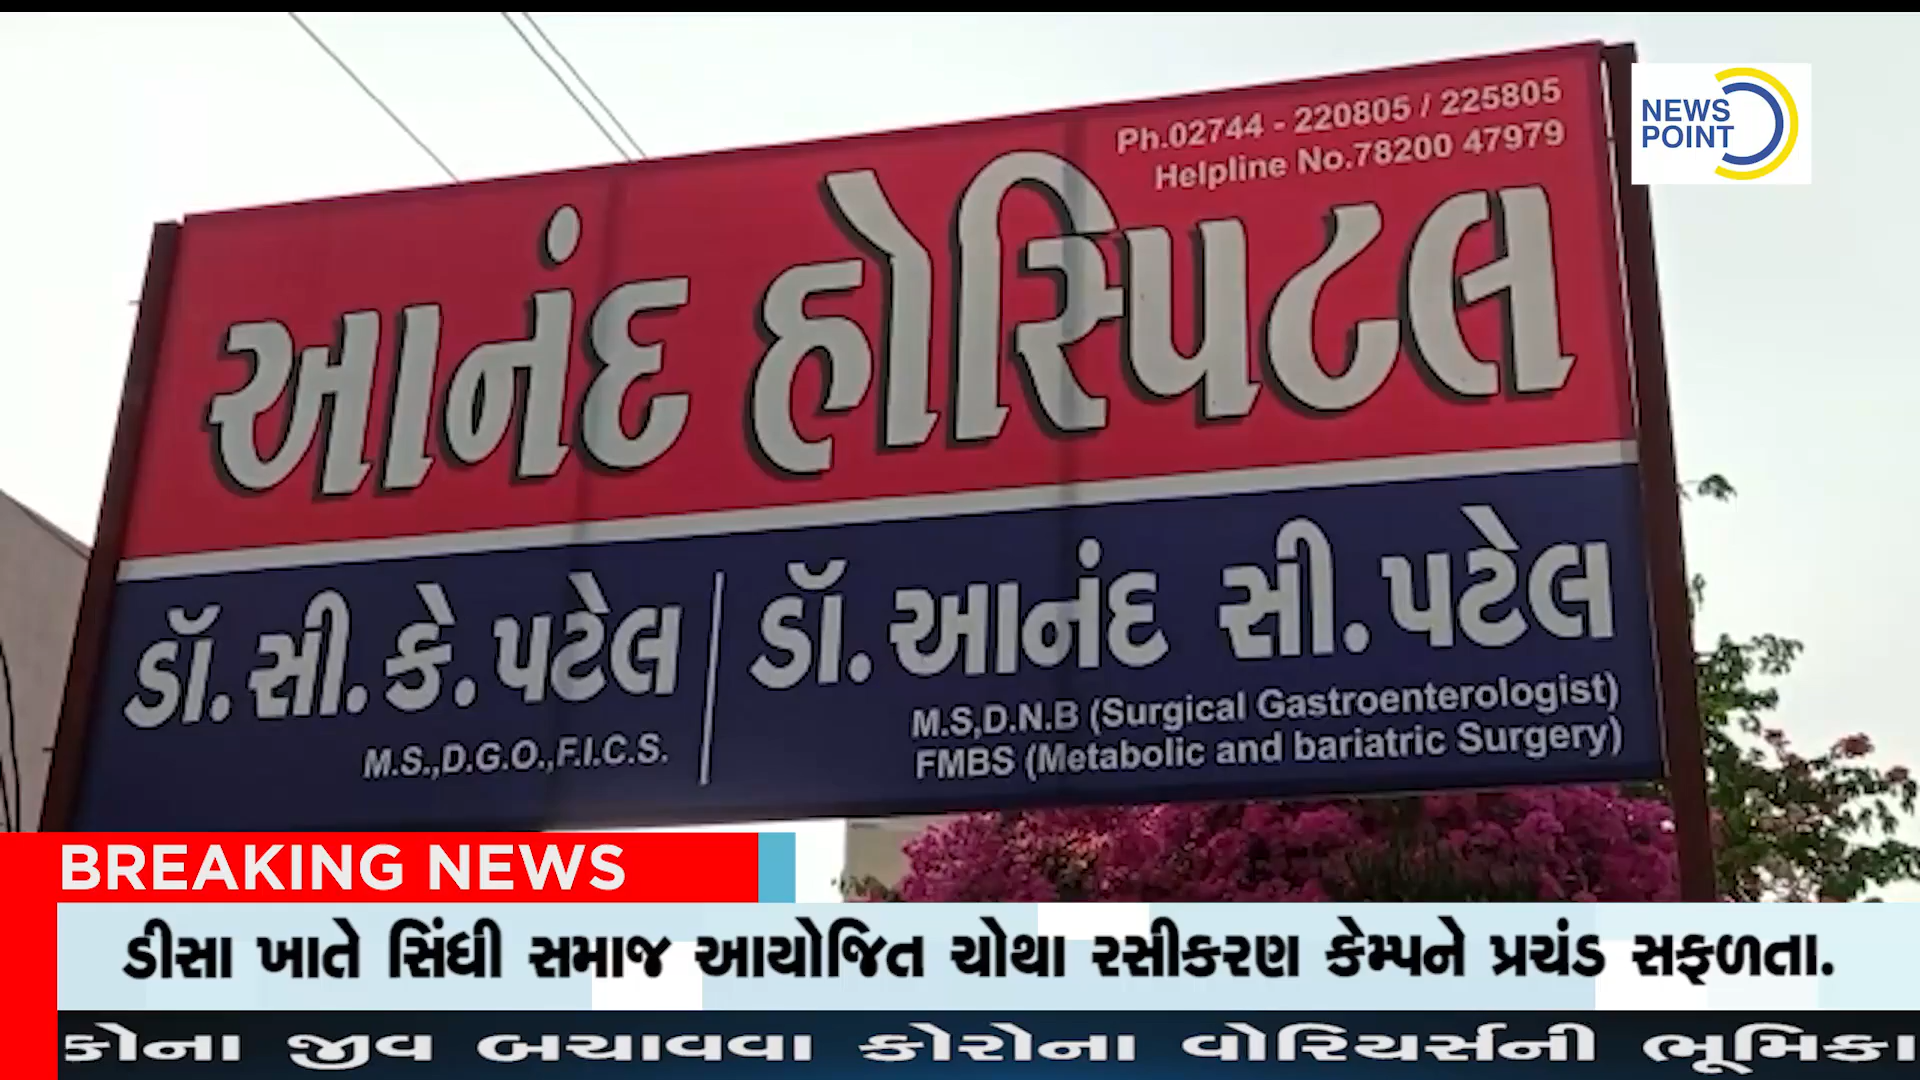 Ph.02744 - 220805 / 225805
Helpline No.78200 47979
NEWS
POINT
આનંદ હોસ્પિટલ
ડૉ. સી. કે. પટેલ
M.S.,D.G.O.,F.I.C.S.
ડૉ. આનંદ સી. પટેલ
M.S,D.N.B (Surgical Gastroenterologist)
FMBS (Metabolic and bariatric Surgery)
BREAKING NEWS
ડીસા ખાતે સિંધી સમાજ આયોજિત ચોથા રસીકરણ કેમ્પને પ્રચંડ સફળતા.
કોના જીવ બચાવવા કોરોના વોરિયર્સની ભૂમિકા